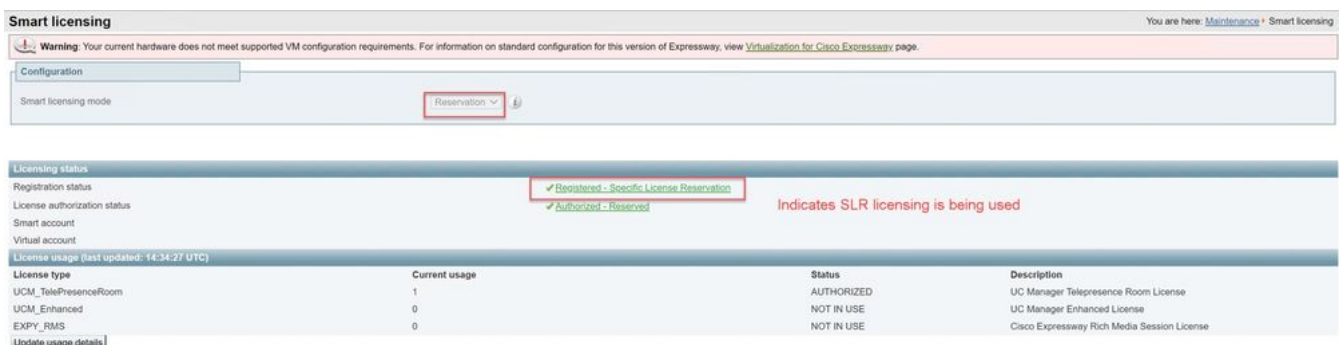 Smart licensing
You are here: Maintenance › Smart licensing
Warning: Your current hardware does not meet supported VM configuration requirements. For information on standard configuration for this version of Expressway, view Virtualization for Cisco Expressway page.
Configuration
Smart licensing mode Reservation
Licensing status
Registration status ✔Registered - Specific License Reservation
License authorization status ✔Authorized - Reserved
Indicates SLR licensing is being used
Smart account
Virtual account
License usage (last updated: 14:34:27 UTC)
License type Current usage Status Description
UCM_TelePresenceRoom 1 AUTHORIZED UC Manager Telepresence Room License
UCM_Enhanced 0 NOT IN USE UC Manager Enhanced License
EXPY_RMS 0 NOT IN USE Cisco Expressway Rich Media Session License
Update usage details